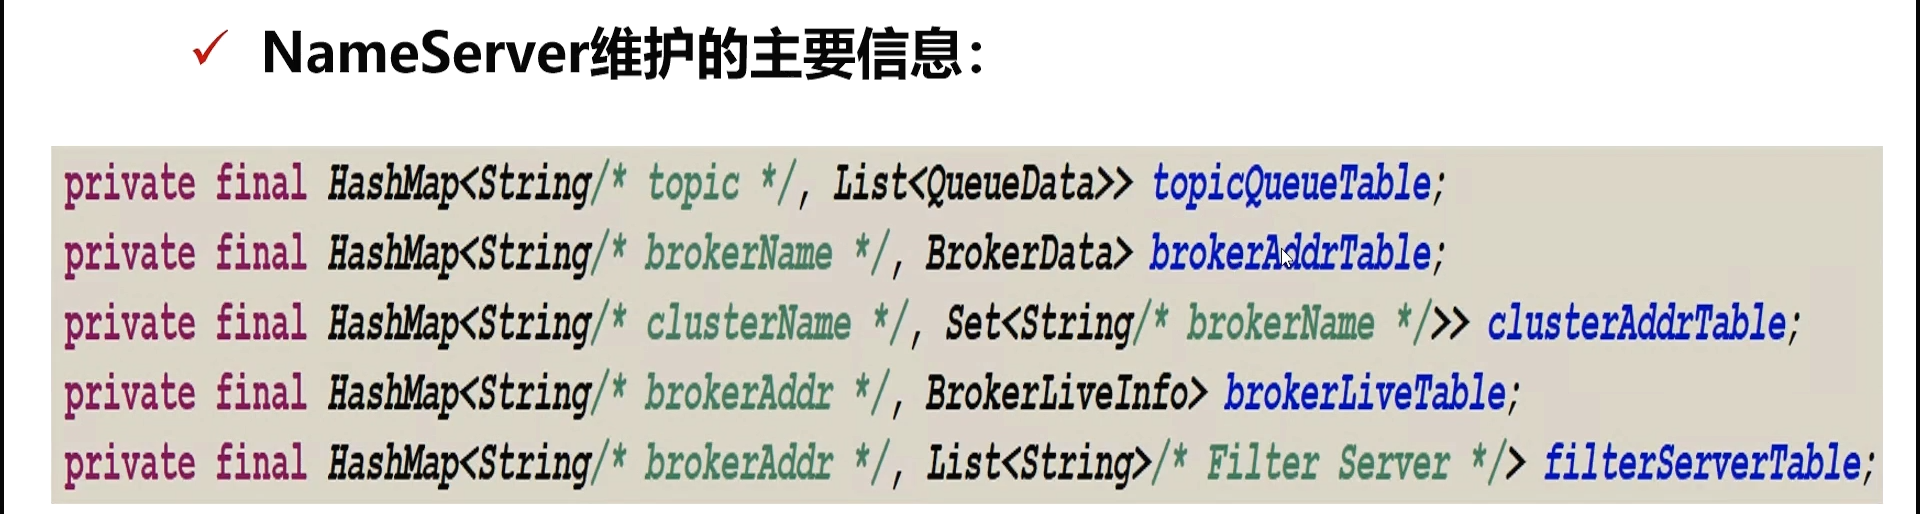 NameServer维护的主要信息：
private final HashMap<String/* topic */, List<QueueData>> topicQueueTable;
private final HashMap<String/* brokerName */, BrokerData> brokerAddrTable;
private final HashMap<String/* clusterName */, Set<String/* brokerName */>> clusterAddrTable;
private final HashMap<String/* brokerAddr */, BrokerLiveInfo> brokerLiveTable;
private final HashMap<String/* brokerAddr */, List<String>/* Filter Server */> filterServerTable;